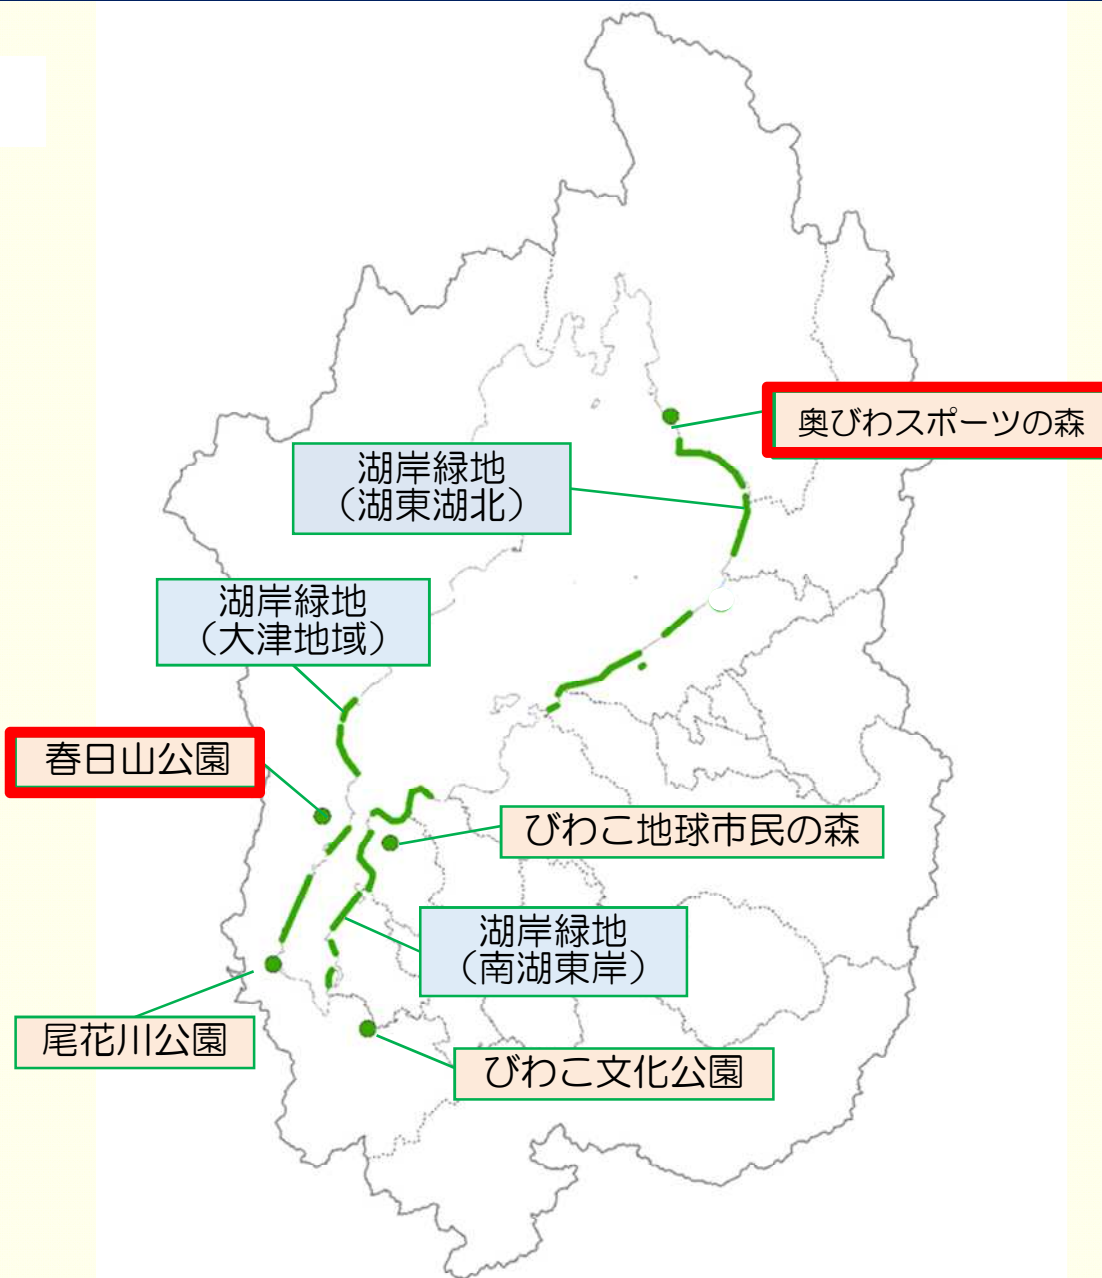 奥びわスポーツの森
湖岸緑地
（湖東湖北）
湖岸緑地
（大津地域）
春日山公園
びわこ地球市民の森
湖岸緑地
（南湖東岸）
尾花川公園
びわこ文化公園